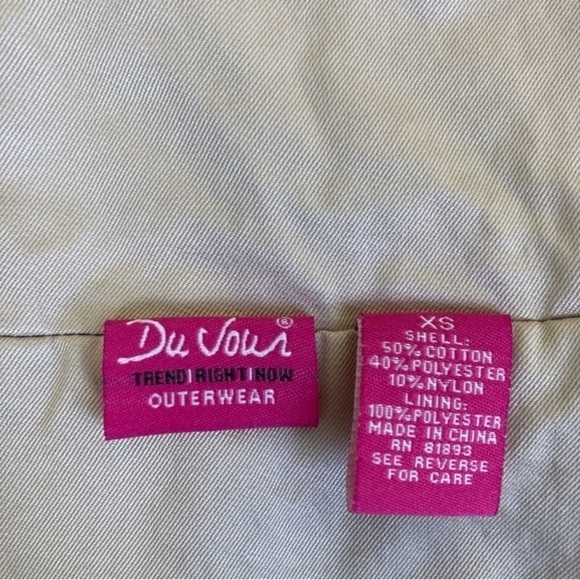 Du Jour®
TREND|RIGHT|NOW
OUTERWEAR
XS
SHELL:
50% COTTON
40% POLYESTER
10% NYLON
LINING:
100% POLYESTER
MADE IN CHINA
RN 81893
SEE REVERSE
FOR CARE